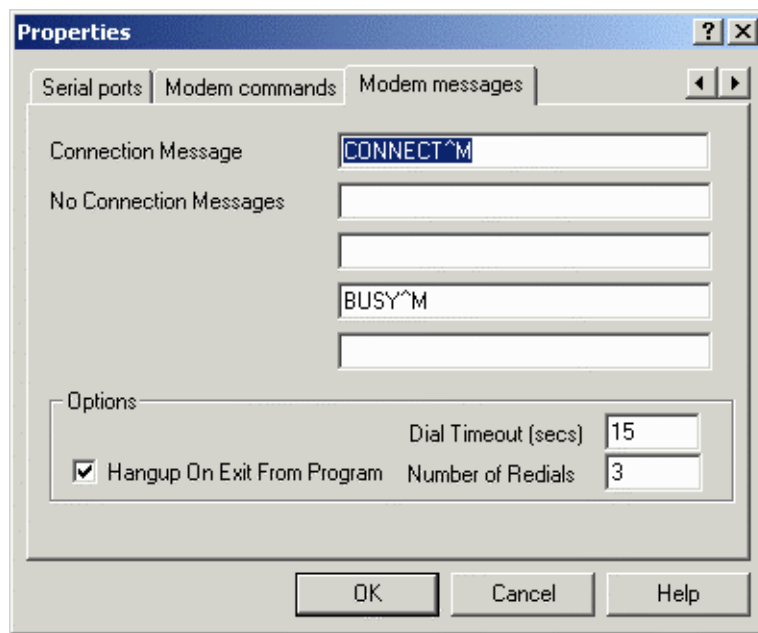 Properties
Serial ports Modem commands Modem messages
Connection Message CONNECT^M
No Connection Messages
BUSY^M
Options
Dial Timeout (secs) 15
Hangup On Exit From Program Number of Redials 3
OK Cancel Help